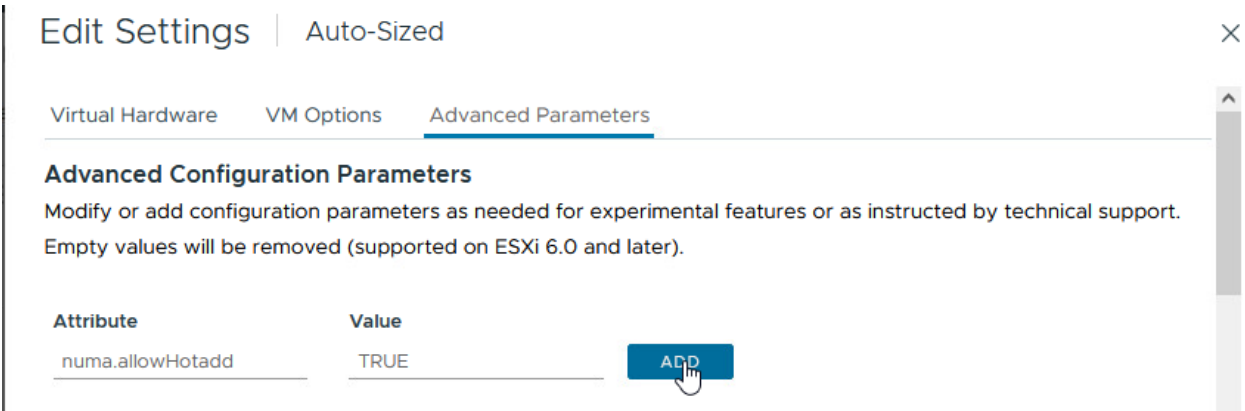 Edit Settings Auto-Sized
Virtual Hardware VM Options Advanced Parameters
Advanced Configuration Parameters
Modify or add configuration parameters as needed for experimental features or as instructed by technical support.
Empty values will be removed (supported on ESXi 6.0 and later).
Attribute Value
numa.allowHotadd TRUE ADD